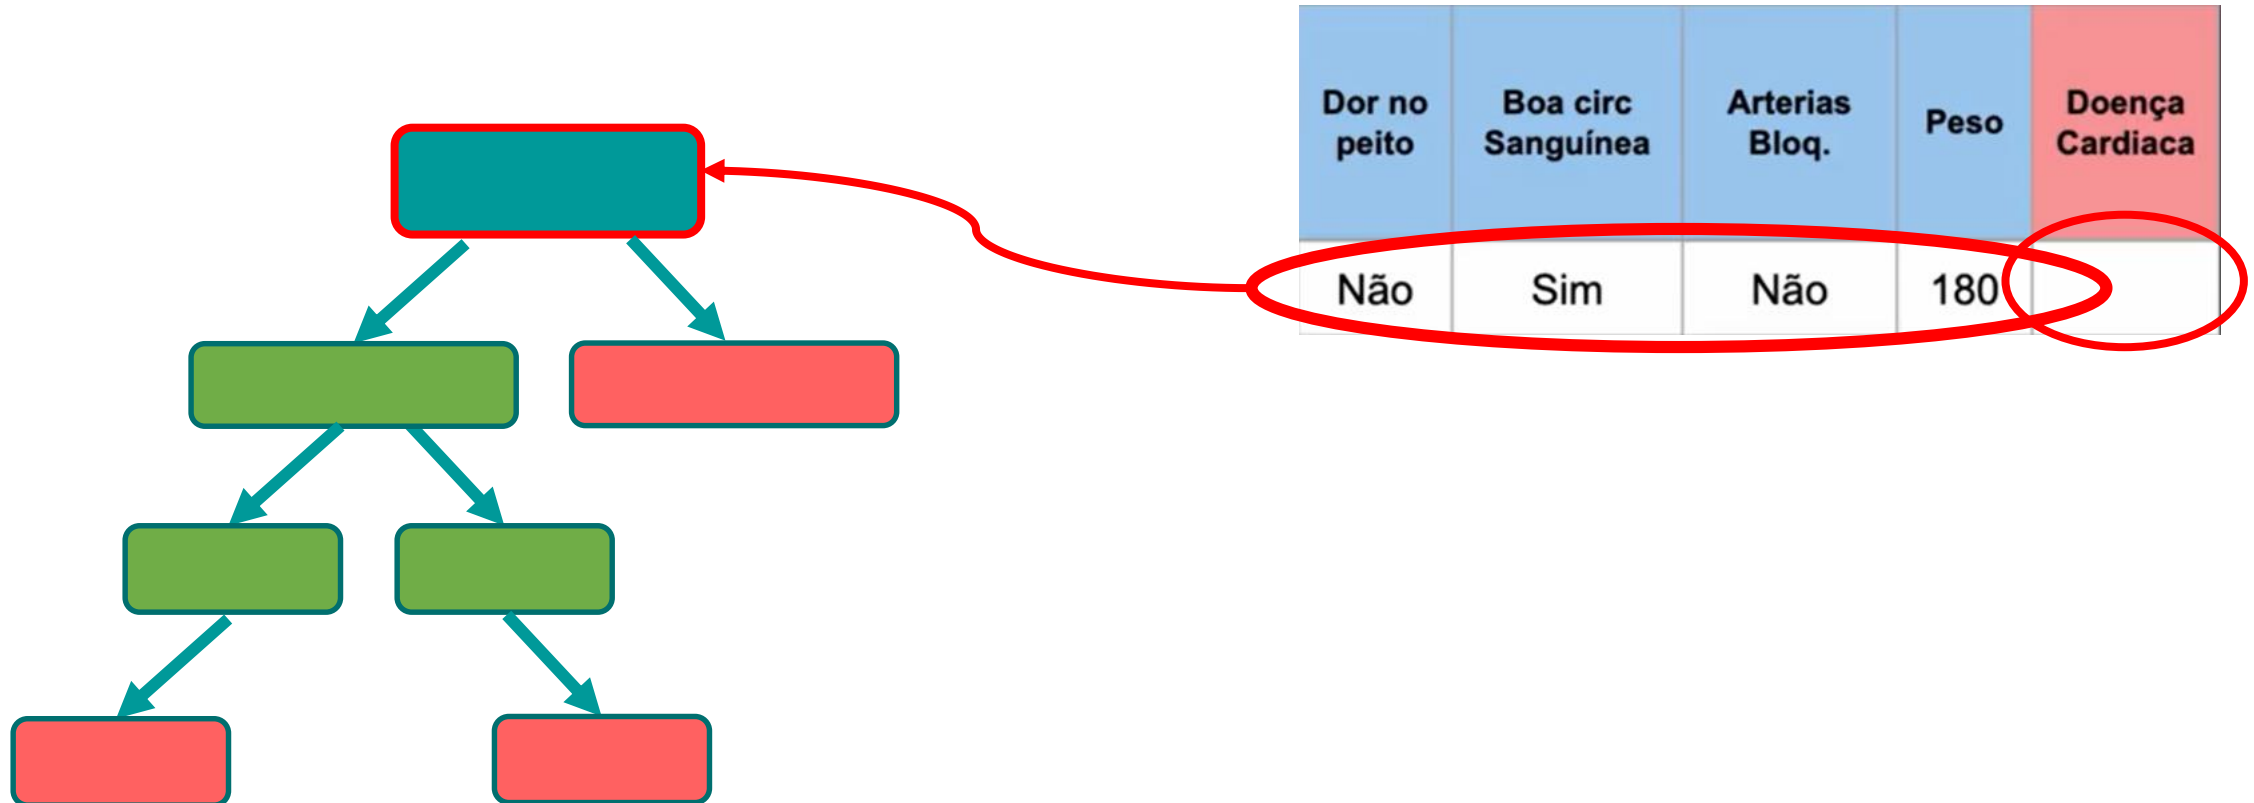 Dor no
peito
Boa circ
Sanguínea
Arterias
Bloq.
Peso
Doença
Cardiaca
Não
Sim
Não
180